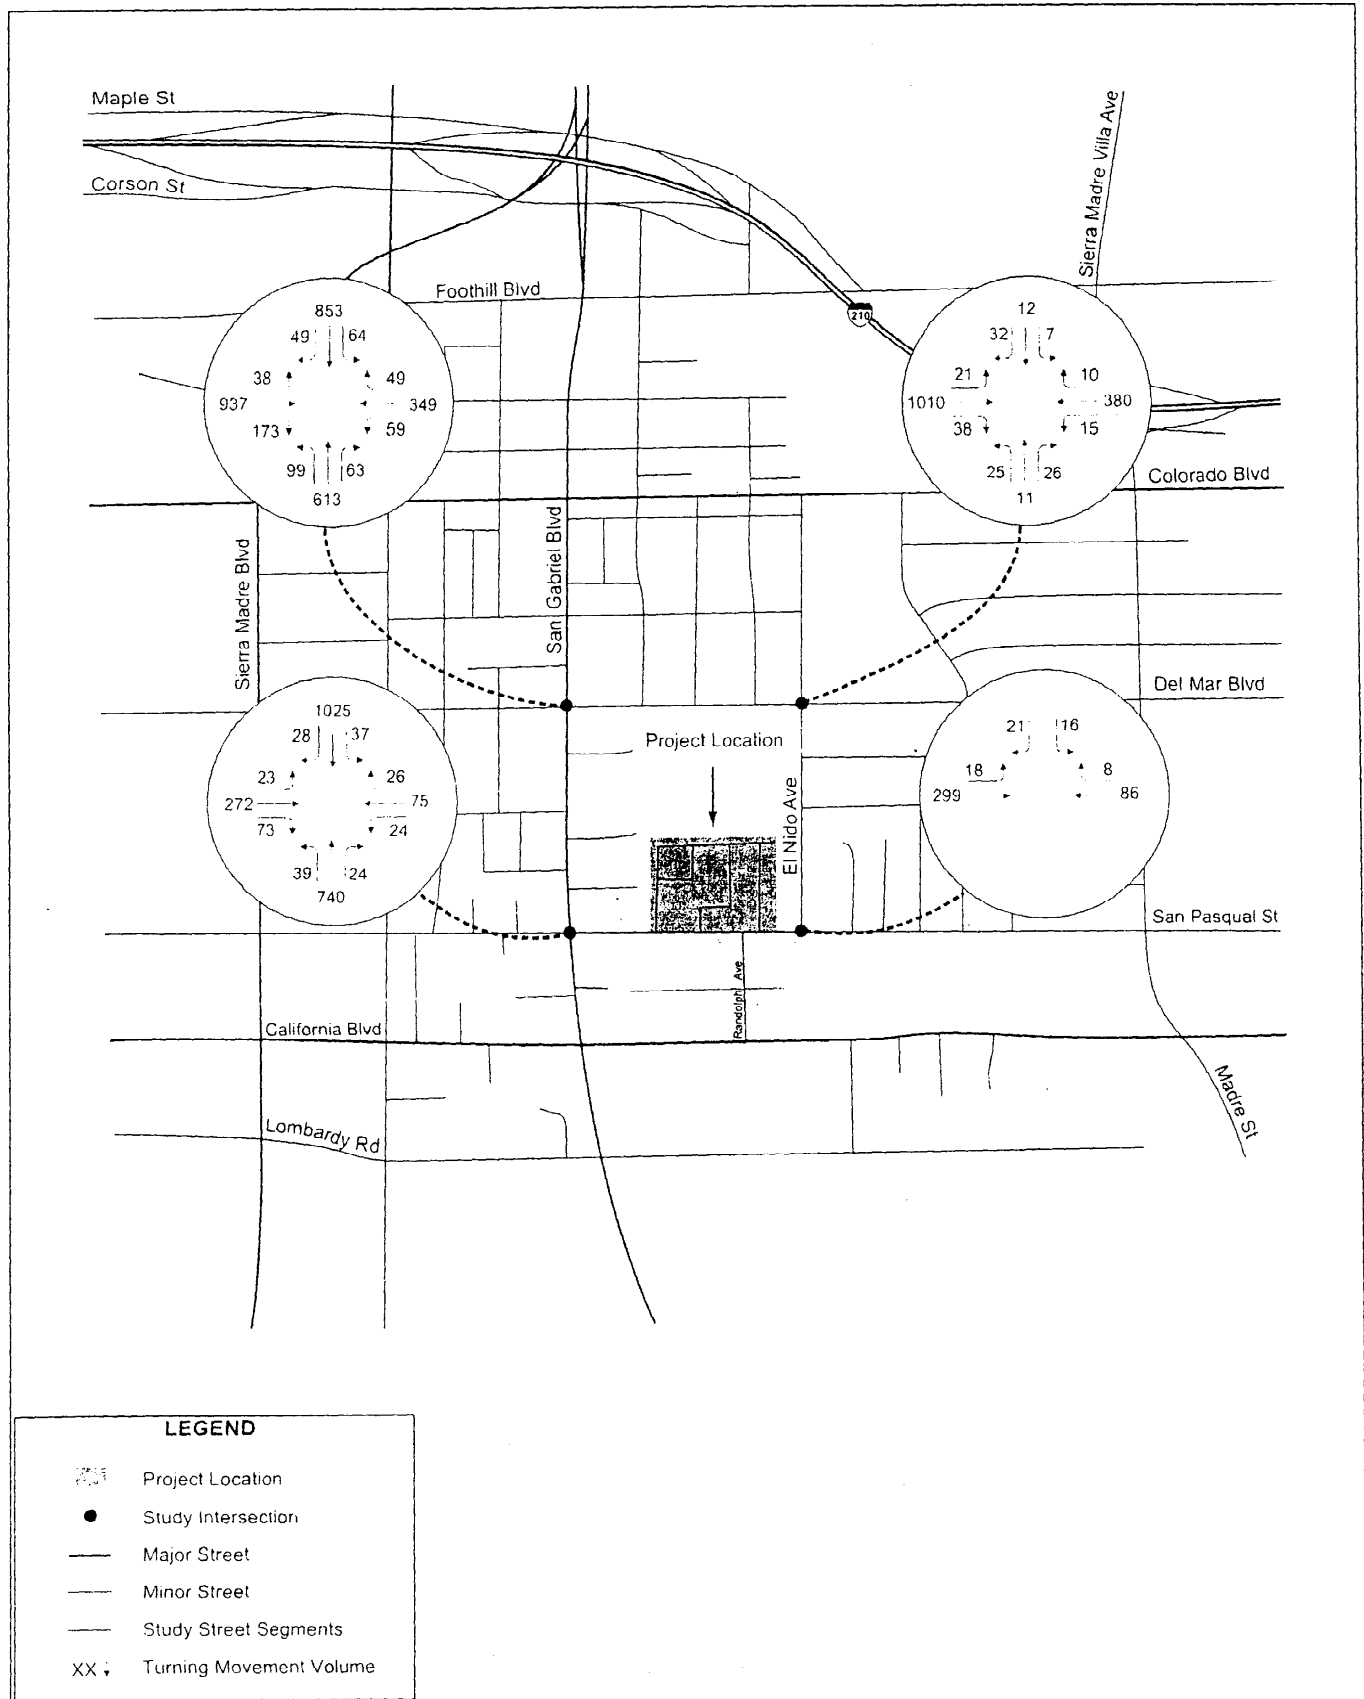 Maple St
Corson St
Sierra Madre Villa Ave
Foothill Blvd
210
853
49 64
38 49
937 349
173 59
99 63
613
12
32 7
21 10
1010 380
38 15
25 26
11
Colorado Blvd
Sierra Madre Blvd
San Gabriel Blvd
Del Mar Blvd
1025
28 37
23 26
272 75
73 24
39 24
740
Project Location
El Nido Ave
21 16
18 8
299 86
San Pasqual St
Randolph Ave
California Blvd
Madre St
Lombardy Rd
LEGEND
Project Location
Study Intersection
Major Street
Minor Street
Study Street Segments
XX Turning Movement Volume